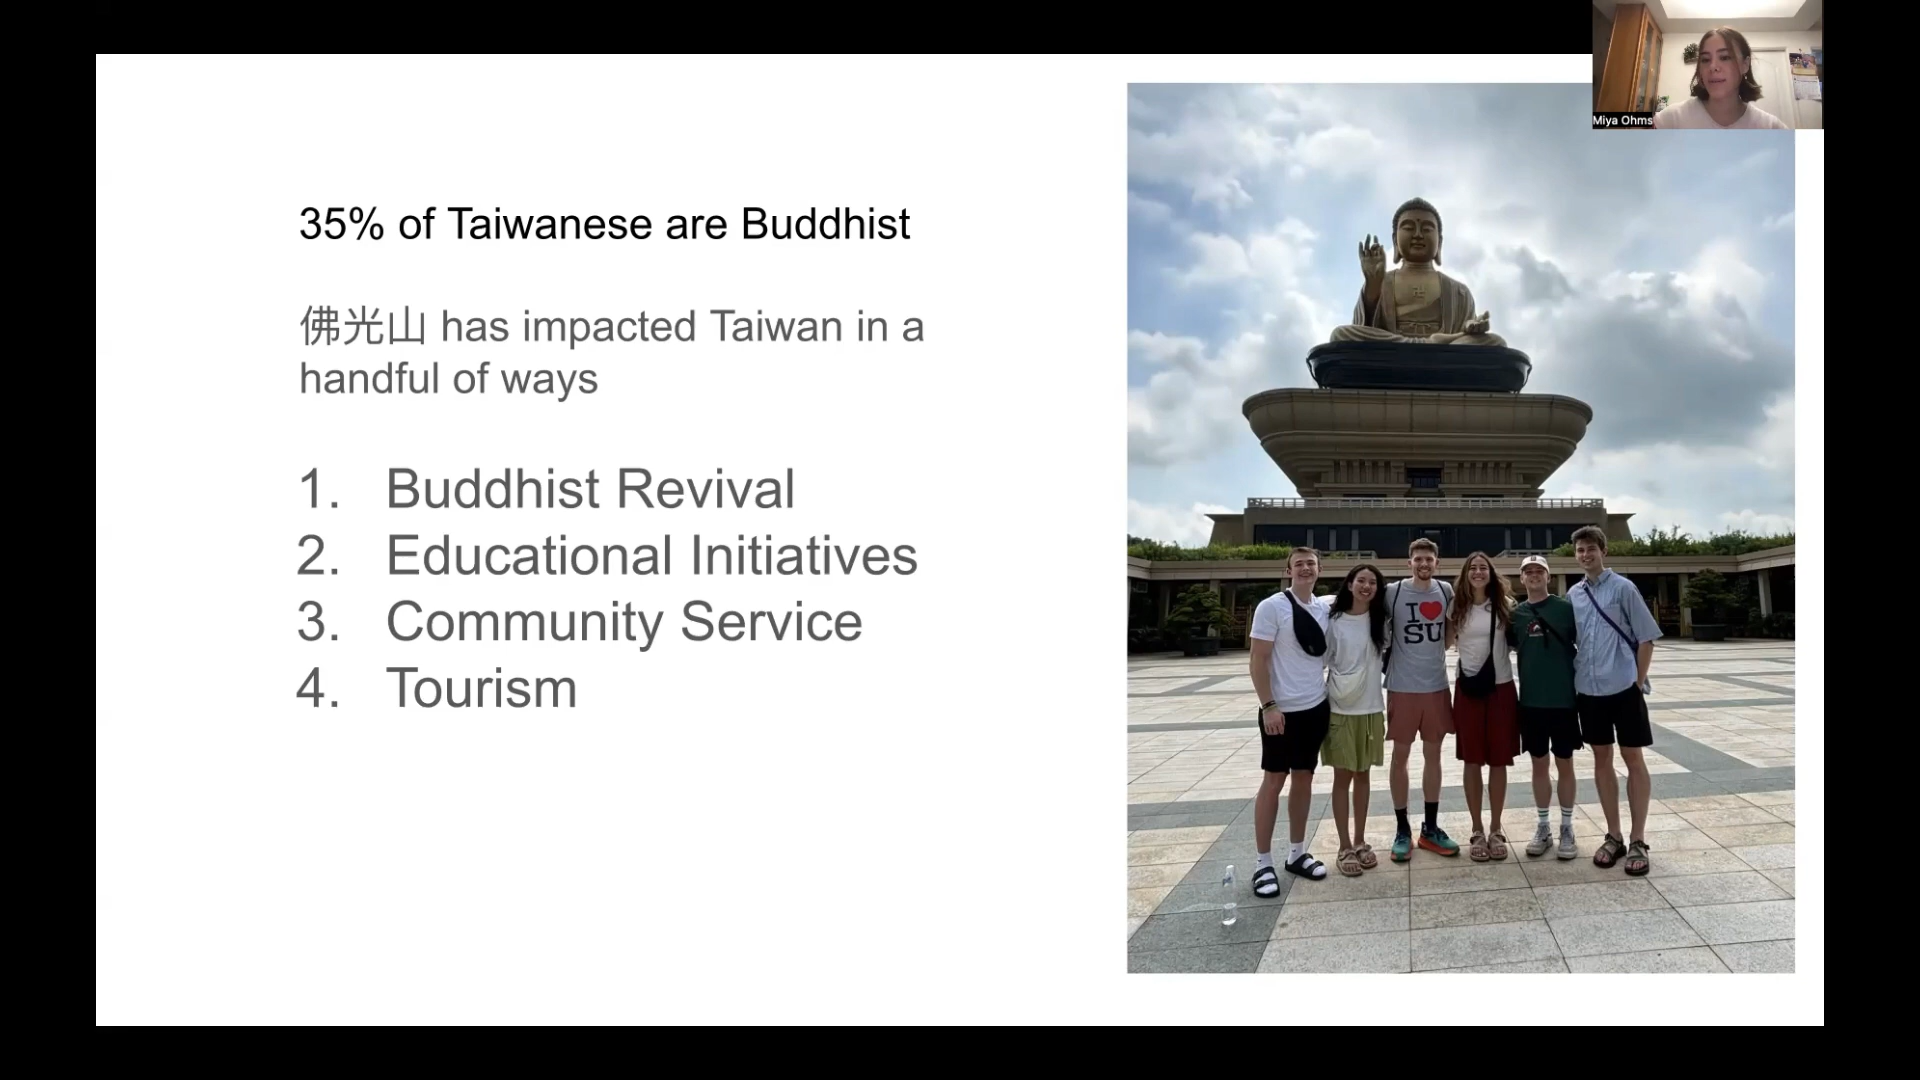 Miya Ohms
35% of Taiwanese are Buddhist
佛光山 has impacted Taiwan in a
handful of ways
1. Buddhist Revival
2. Educational Initiatives
3. Community Service
4. Tourism
I ❤ SU